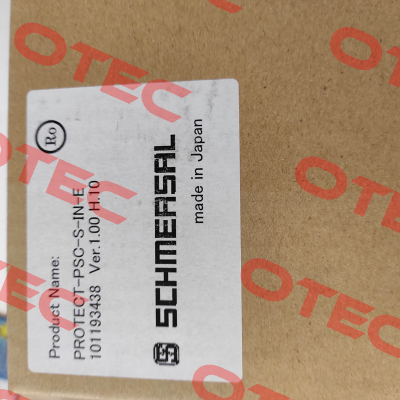 Ro
Product Name:
PROTECT-PSC-S-IN-E
101193438 Ver.1.00 H.10
SCHMERSAL
made in Japan
OTEC
OTEC
OTEC
OTEC
OTEC